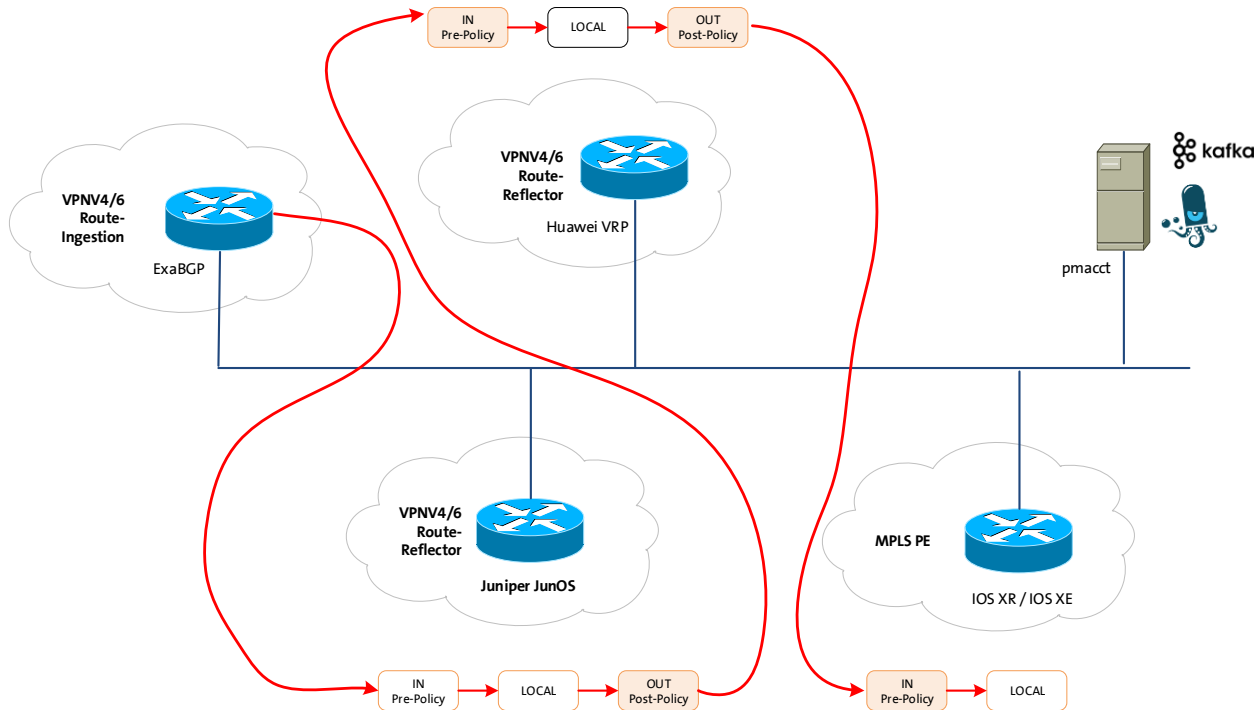 IN
Pre-Policy
LOCAL
OUT
Post-Policy
VPNV4/6
Route-
Reflector
Huawei VRP
kafka
pmacct
VPNV4/6
Route-
Ingestion
ExaBGP
VPNV4/6
Route-
Reflector
Juniper JunOS
MPLS PE
IOS XR / IOS XE
IN
Pre-Policy
LOCAL
OUT
Post-Policy
IN
Pre-Policy
LOCAL